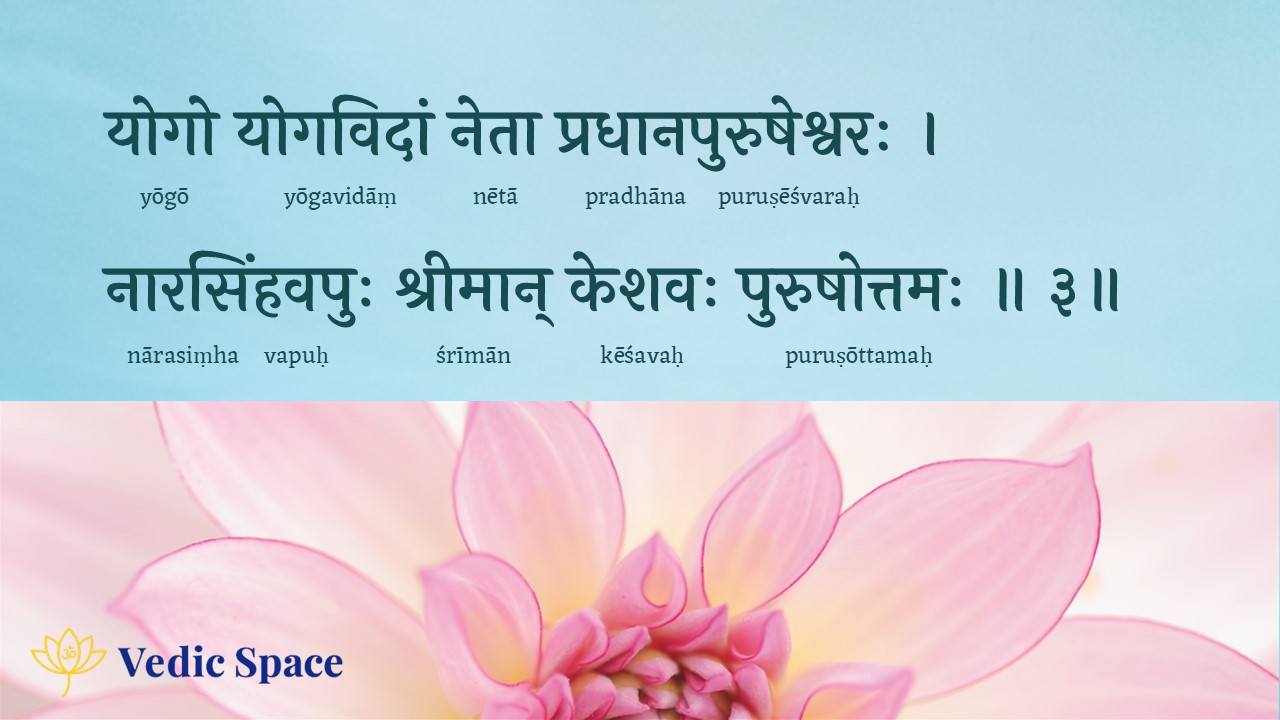 योगो योगविदां नेता प्रधानपुरुषेश्वरः ।
yōgō yōgavidāṃ nētā pradhāna puruṣēśvaraḥ
नारसिंहवपुः श्रीमान् केशवः पुरुषोत्तमः ॥ ३॥
nārasiṃha vapuḥ śrīmān kēśavaḥ puruṣōttamaḥ
ॐ
Vedic Space